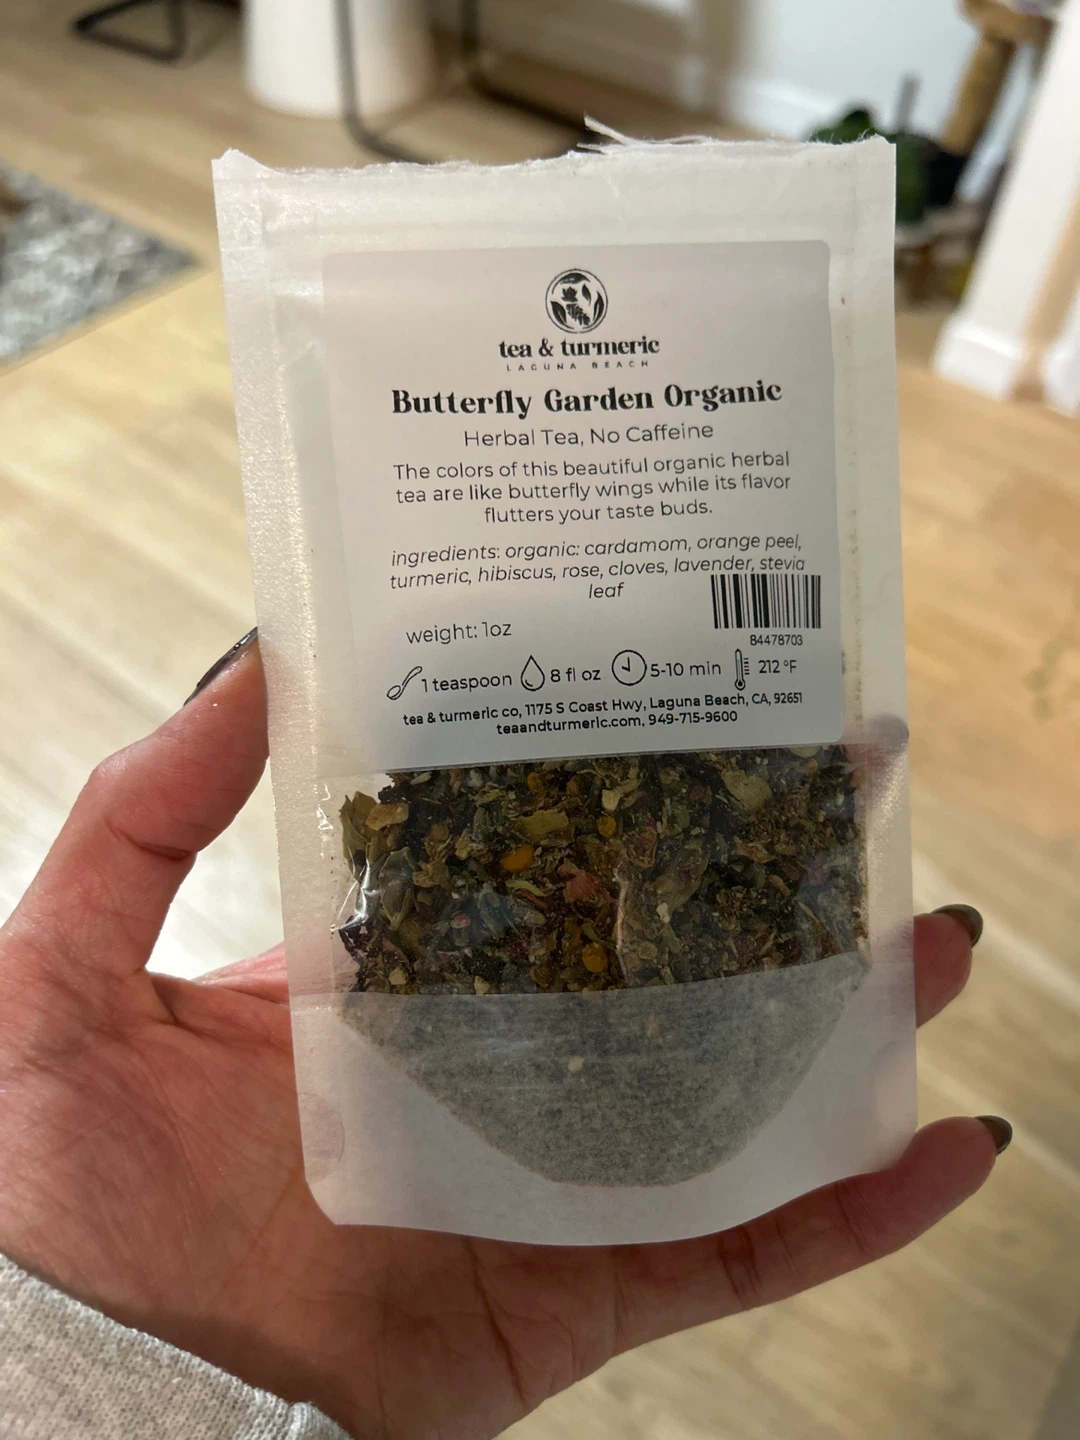 tea & turmeric
LAGUNA BEACH
Butterfly Garden Organic
Herbal Tea, No Caffeine
The colors of this beautiful organic herbal
tea are like butterfly wings while its flavor
flutters your taste buds.
ingredients: organic: cardamom, orange peel,
turmeric, hibiscus, rose, cloves, lavender, stevia
leaf
weight: 1oz
84478703
1 teaspoon 8 fl oz 5-10 min 212 °F
tea & turmeric co, 1175 S Coast Hwy, Laguna Beach, CA, 92651
teaandturmeric.com, 949-715-9600